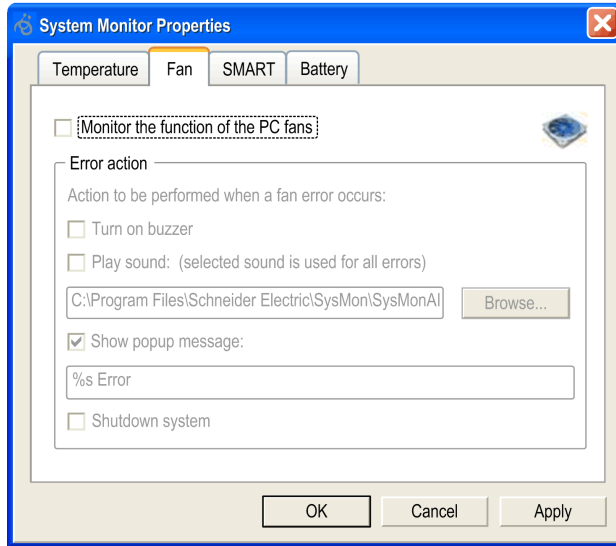 System Monitor Properties
Temperature Fan SMART Battery
Monitor the function of the PC fans
Error action
Action to be performed when a fan error occurs:
Turn on buzzer
Play sound: (selected sound is used for all errors)
C:\Program Files\Schneider Electric\SysMon\SysMonAl Browse...
Show popup message:
%s Error
Shutdown system
OK Cancel Apply